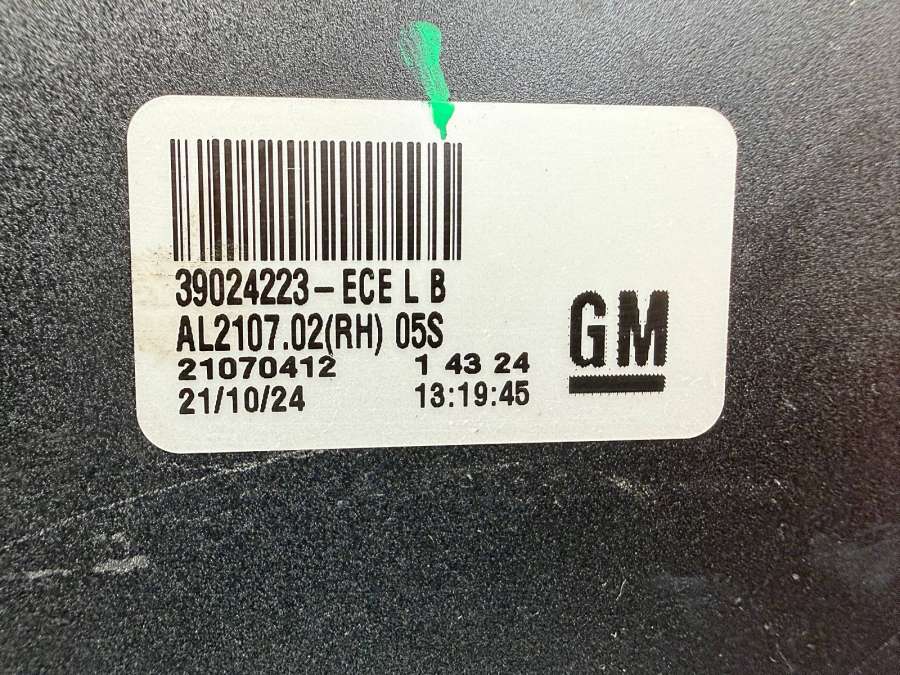 39024223-ECE L B
AL2107.02(RH) 05S
21070412 1 43 24
21/10/24 13:19:45
GM